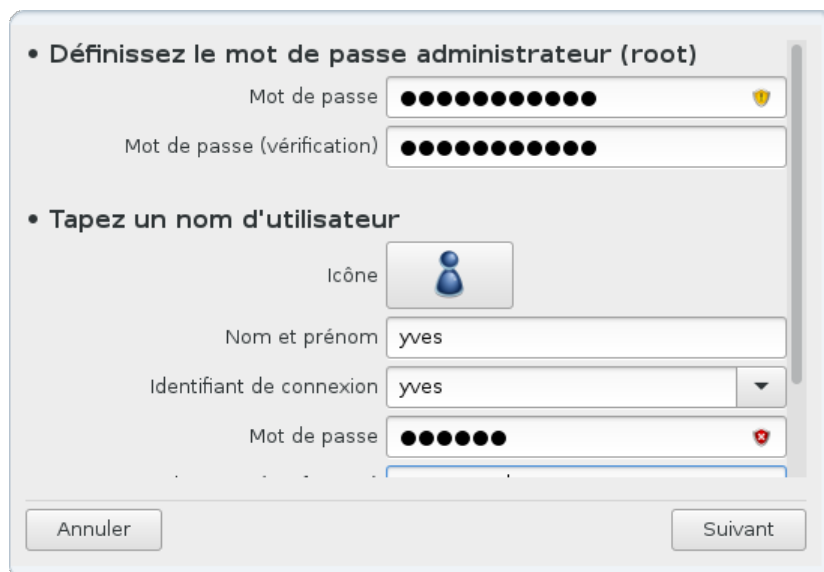 • Définissez le mot de passe administrateur (root)
Mot de passe ●●●●●●●●●●●
Mot de passe (vérification) ●●●●●●●●●●●
• Tapez un nom d'utilisateur
Icône
Nom et prénom yves
Identifiant de connexion yves
Mot de passe ●●●●●●
Annuler Suivant